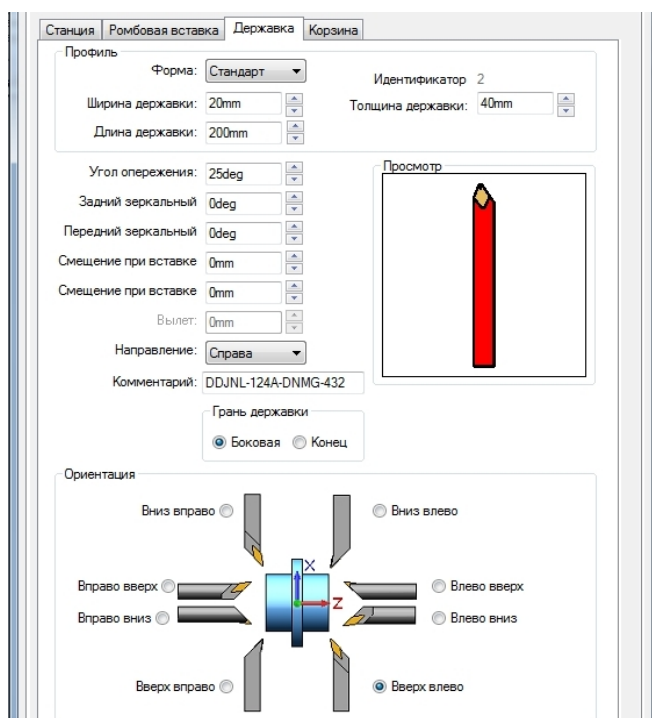 Станция Ромбовая вставка Державка Корзина
Профиль
Форма: Стандарт
Идентификатор 2
Ширина державки: 20mm
Толщина державки: 40mm
Длина державки: 200mm
Угол опережения: 25deg
Просмотр
Задний зеркальный 0deg
Передний зеркальный 0deg
Смещение при вставке 0mm
Смещение при вставке 0mm
Вылет: 0mm
Направление: Справа
Комментарий: DDJNL-124A-DNMG-432
Грань державки
Боковая Конец
Ориентация
Вниз вправо Вниз влево
X
Вправо вверх Влево вверх
Z
Вправо вниз Влево вниз
Вверх вправо Вверх влево